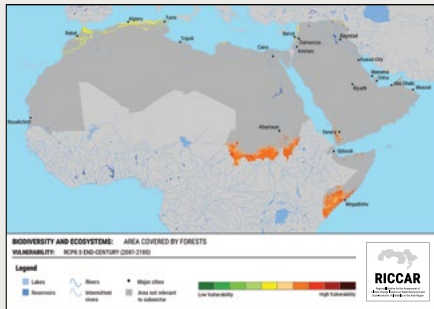 Algiers
Tunis
Rabat
Tripoli
Beirut
Damascus
Baghdad
Amman
Cairo
Kuwait City
Manama
Doha
Riyadh
Abu Dhabi
Muscat
Nouakchott
Khartoum
Sana'a
Djibouti
Mogadishu
BIODIVERSITY AND ECOSYSTEMS: AREA COVERED BY FORESTS
VULNERABILITY: RCP8.5 END-CENTURY (2081-2100)
Legend
Lakes
Rivers
Major cities
Reservoirs
Intermittent
rivers
Area not relevant
to subsector
Low Vulnerability
High Vulnerability
RICCAR